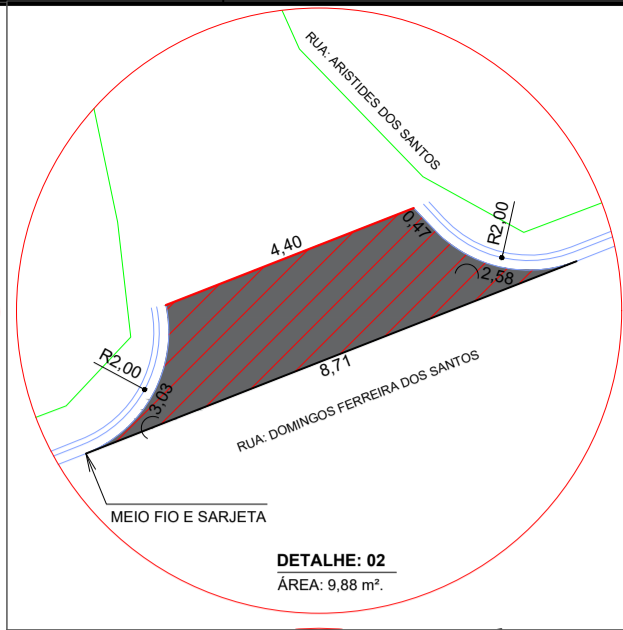 RUA: ARISTIDES DOS SANTOS
4,40
0,47
R2,00
2,58
R2,00
3,03
8,71
RUA: DOMINGOS FERREIRA DOS SANTOS
MEIO FIO E SARJETA
DETALHE: 02
ÁREA: 9,88 m².